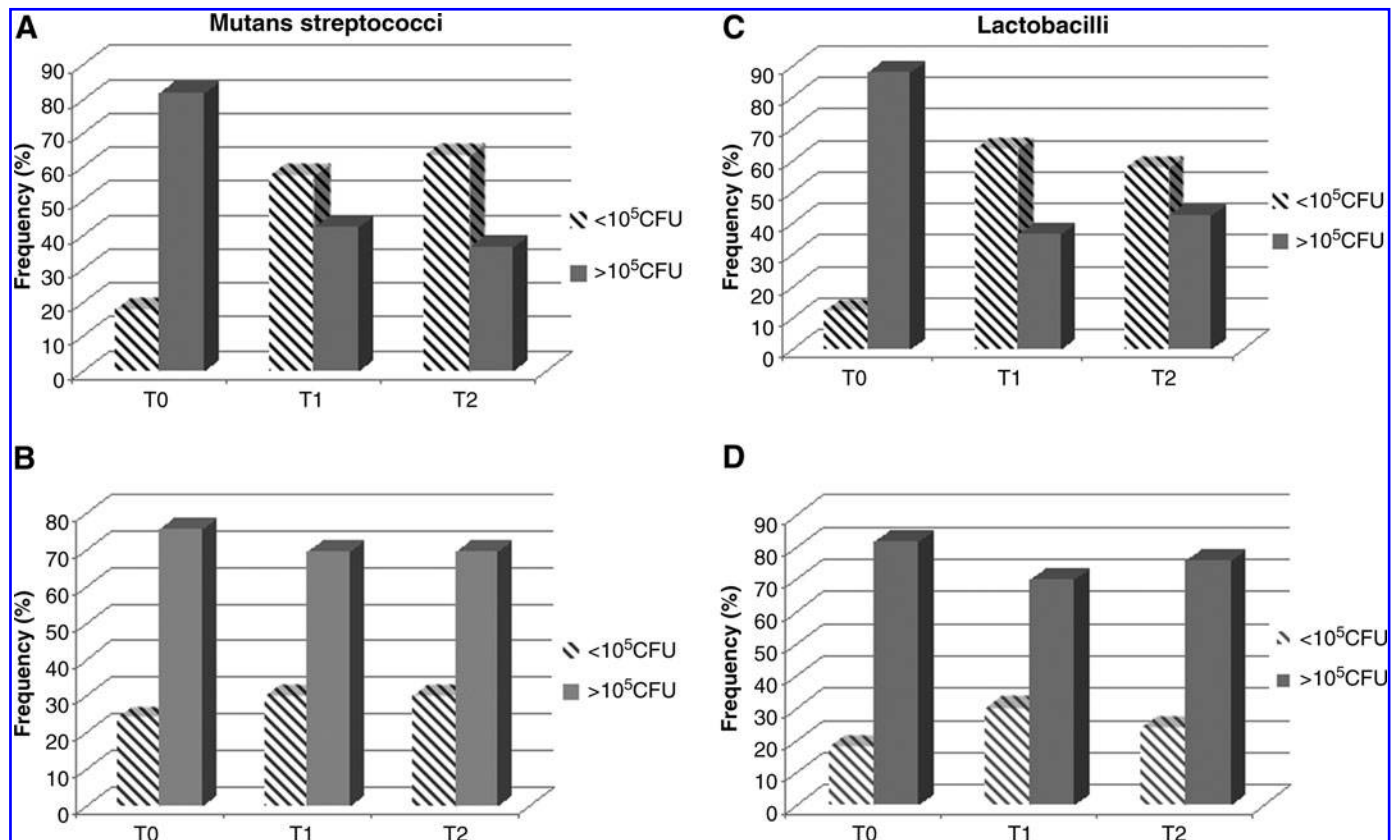 A
Mutans streptococci
Frequency (%)
90
80
70
60
50
40
30
20
10
0
T0 T1 T2
<10⁵CFU
>10⁵CFU
C
Lactobacilli
Frequency (%)
90
80
70
60
50
40
30
20
10
0
T0 T1 T2
<10⁵CFU
>10⁵CFU
B
Frequency (%)
80
70
60
50
40
30
20
10
0
T0 T1 T2
<10⁵CFU
>10⁵CFU
D
Frequency (%)
90
80
70
60
50
40
30
20
10
0
T0 T1 T2
<10⁵CFU
>10⁵CFU